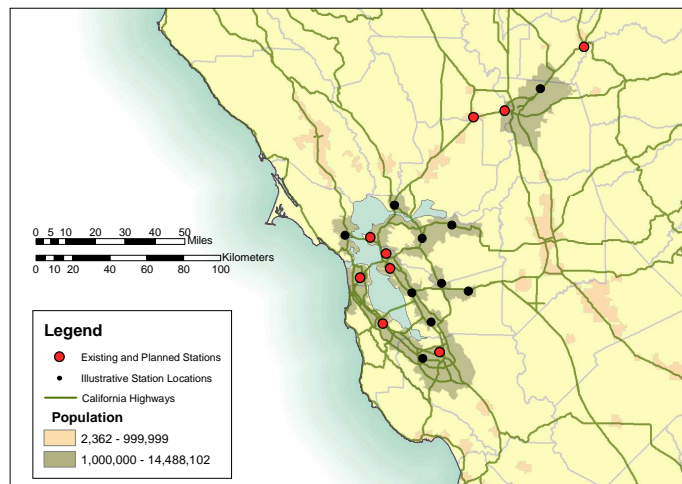 0 5 10 20 30 40 50
Miles
Kilometers
0 10 20 40 60 80 100
Legend
Existing and Planned Stations
Illustrative Station Locations
California Highways
Population
2,362 - 999,999
1,000,000 - 14,488,102